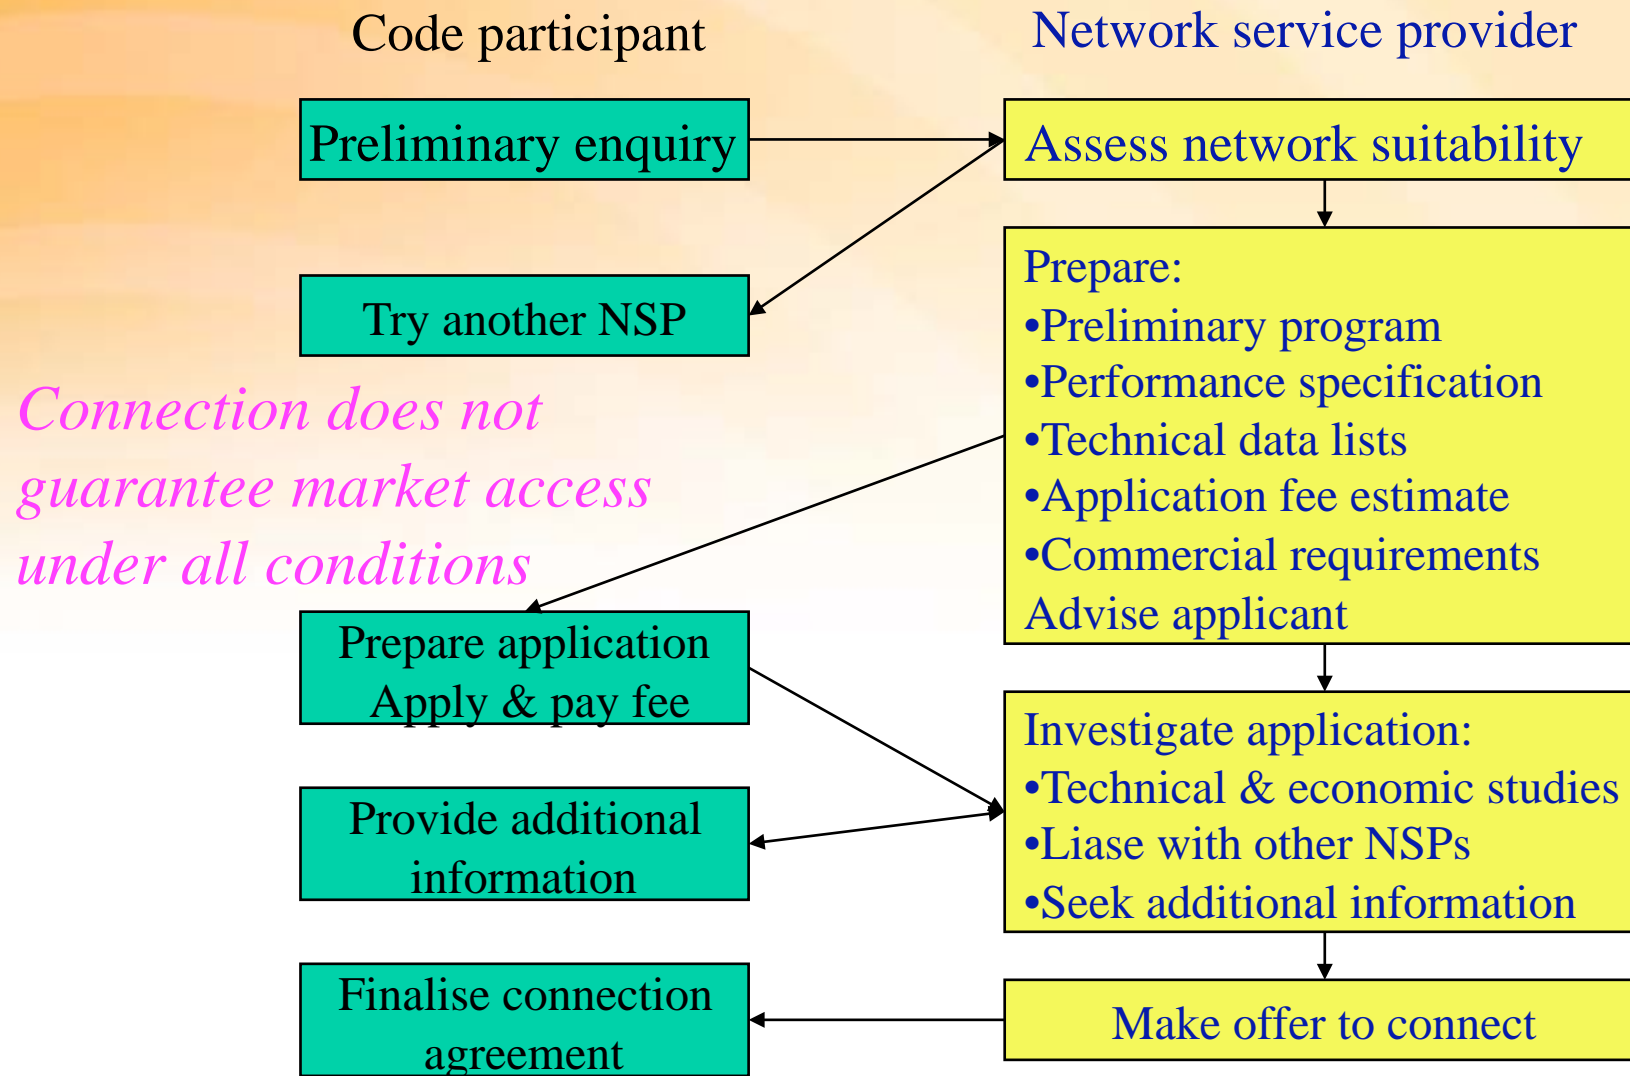 Code participant
Network service provider
Preliminary enquiry
Assess network suitability
Try another NSP
Prepare:
•Preliminary program
•Performance specification
•Technical data lists
•Application fee estimate
•Commercial requirements
Advise applicant
Connection does not
guarantee market access
under all conditions
Prepare application
Apply & pay fee
Investigate application:
•Technical & economic studies
•Liase with other NSPs
•Seek additional information
Provide additional
information
Finalise connection
agreement
Make offer to connect